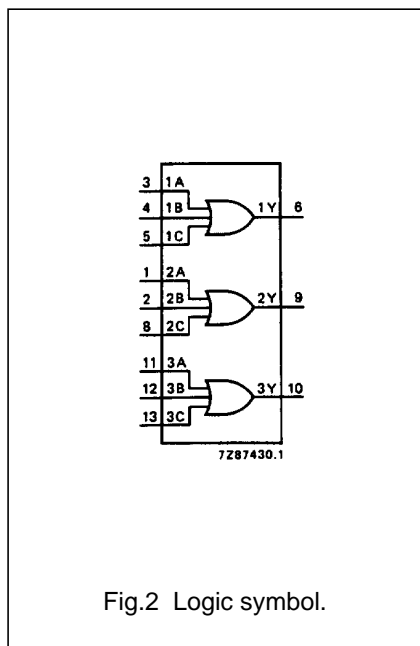 3 1A
4 1B 1Y 6
5 1C
1 2A
2 2B 2Y 9
8 2C
11 3A
12 3B 3Y 10
13 3C
7Z87430.1
Fig.2 Logic symbol.